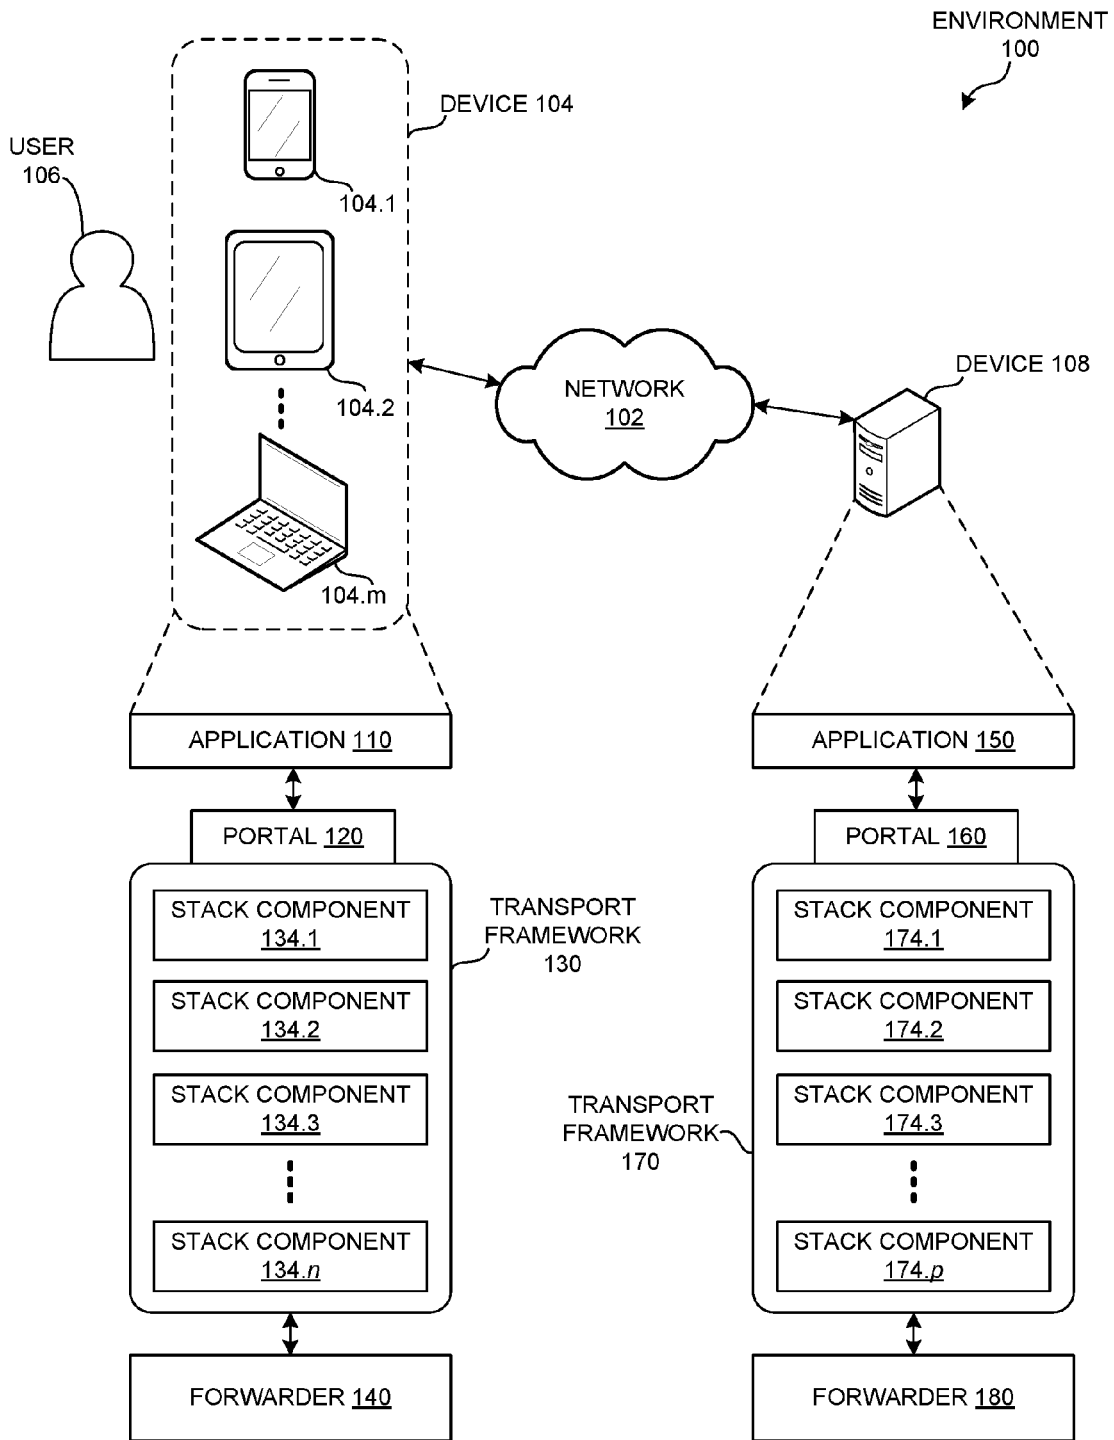 ENVIRONMENT
100
DEVICE 104
USER
106
104.1
104.2
104.m
NETWORK
102
DEVICE 108
APPLICATION 110
PORTAL 120
STACK COMPONENT
134.1
STACK COMPONENT
134.2
STACK COMPONENT
134.3
STACK COMPONENT
134.n
TRANSPORT
FRAMEWORK
130
FORWARDER 140
APPLICATION 150
PORTAL 160
STACK COMPONENT
174.1
STACK COMPONENT
174.2
STACK COMPONENT
174.3
STACK COMPONENT
174.p
TRANSPORT
FRAMEWORK
170
FORWARDER 180